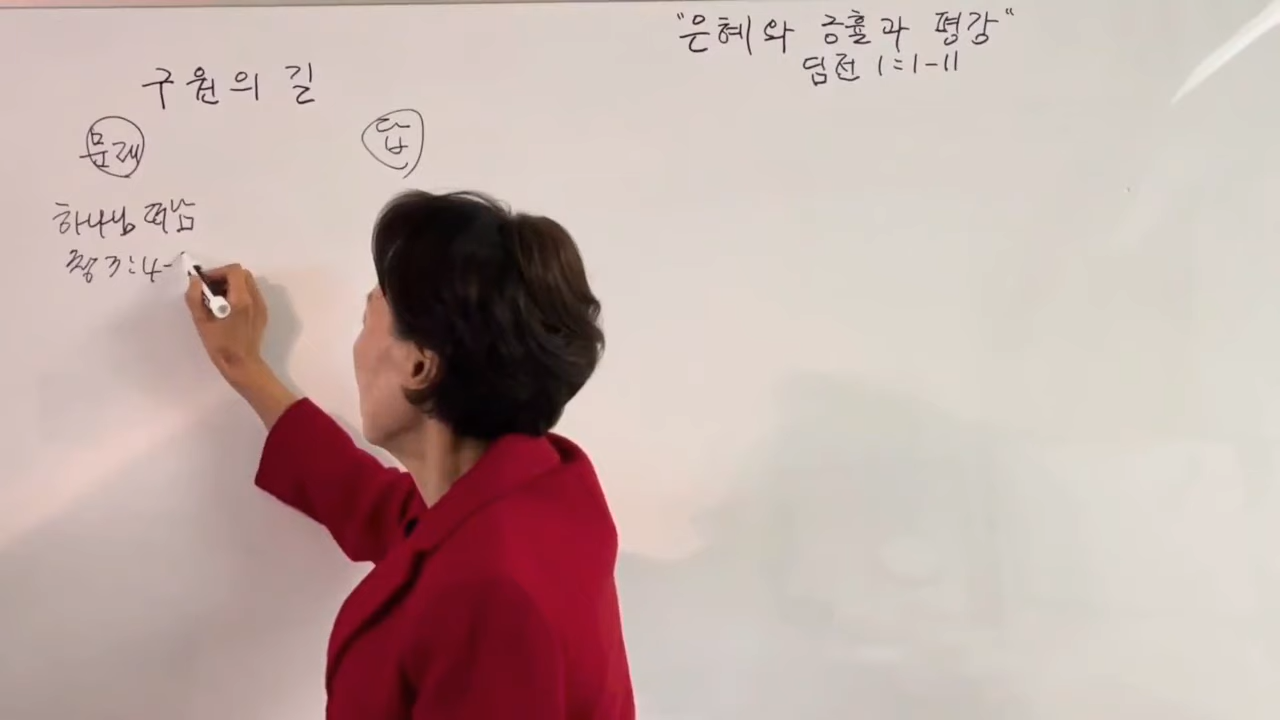 "은혜와 긍휼과 평강"
딤전 1:1-11
구원의 길
문제
답
하나님 떠남
창 3:4-